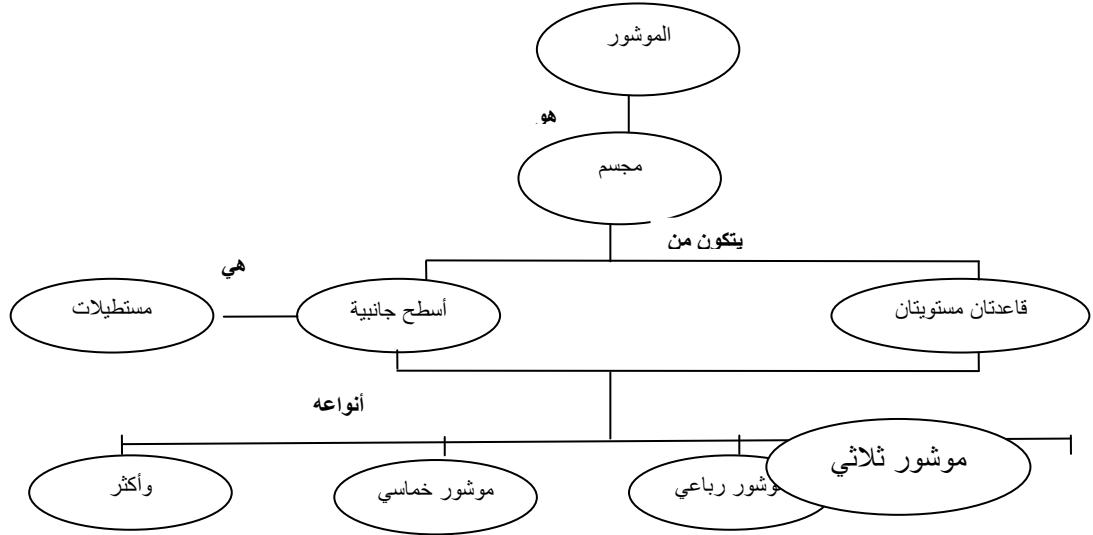 الموشور
هو
مجسم
يتكون من
هي
قاعدتان مستويتان
أسطح جانبية
مستطيلات
أنواعه
موشور ثلاثي
موشور رباعي
موشور خماسي
وأكثر